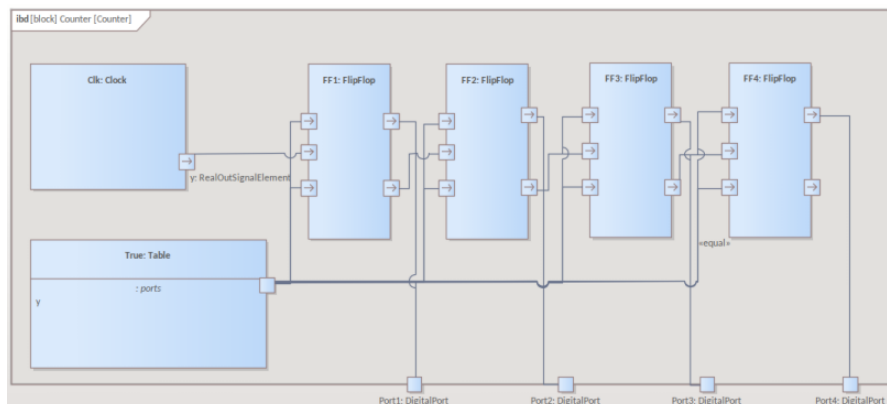 ibd [block] Counter [Counter]
Clk: Clock
FF1: FlipFlop
FF2: FlipFlop
FF3: FlipFlop
FF4: FlipFlop
y: RealOutSignalElement
True: Table
: ports
y
«equal»
Port1: DigitalPort
Port2: DigitalPort
Port3: DigitalPort
Port4: DigitalPort